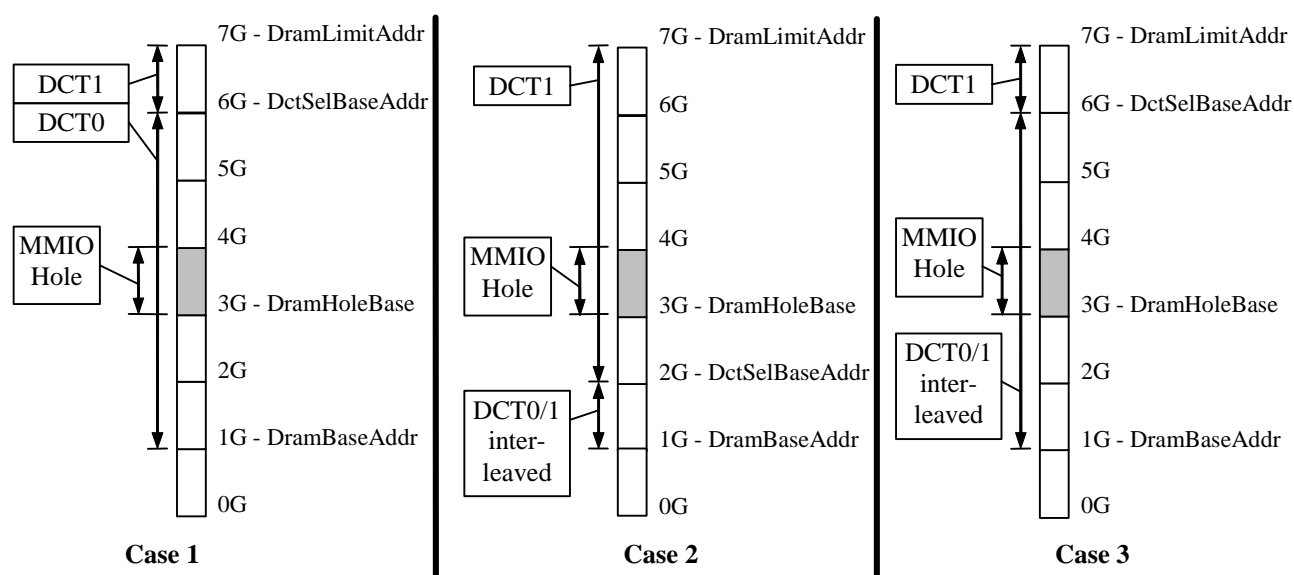 7G - DramLimitAddr
DCT1
6G - DctSelBaseAddr
DCT0
5G
4G
MMIO
Hole
3G - DramHoleBase
2G
1G - DramBaseAddr
0G
Case 1
7G - DramLimitAddr
DCT1
6G
5G
4G
MMIO
Hole
3G - DramHoleBase
2G - DctSelBaseAddr
DCT0/1
inter-
leaved
1G - DramBaseAddr
0G
Case 2
7G - DramLimitAddr
DCT1
6G - DctSelBaseAddr
5G
4G
MMIO
Hole
3G - DramHoleBase
DCT0/1
inter-
leaved
2G
1G - DramBaseAddr
0G
Case 3